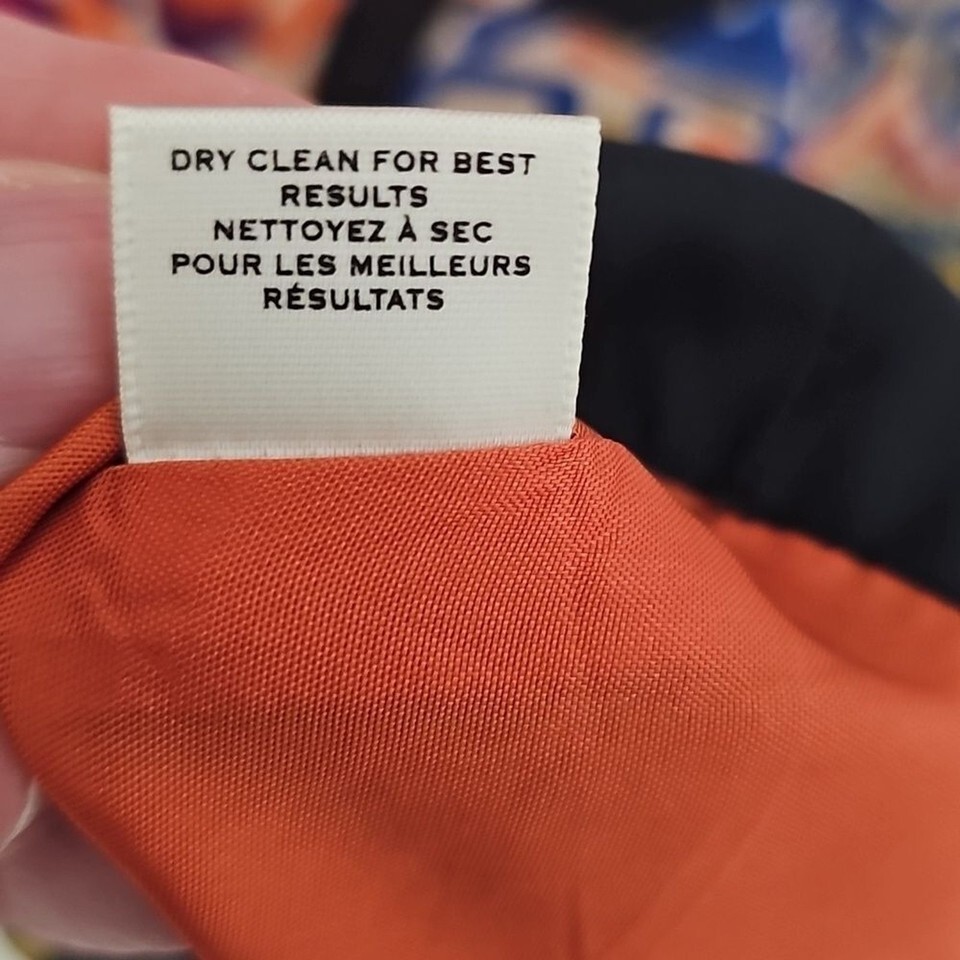 DRY CLEAN FOR BEST
RESULTS
NETTOYEZ À SEC
POUR LES MEILLEURS
RÉSULTATS